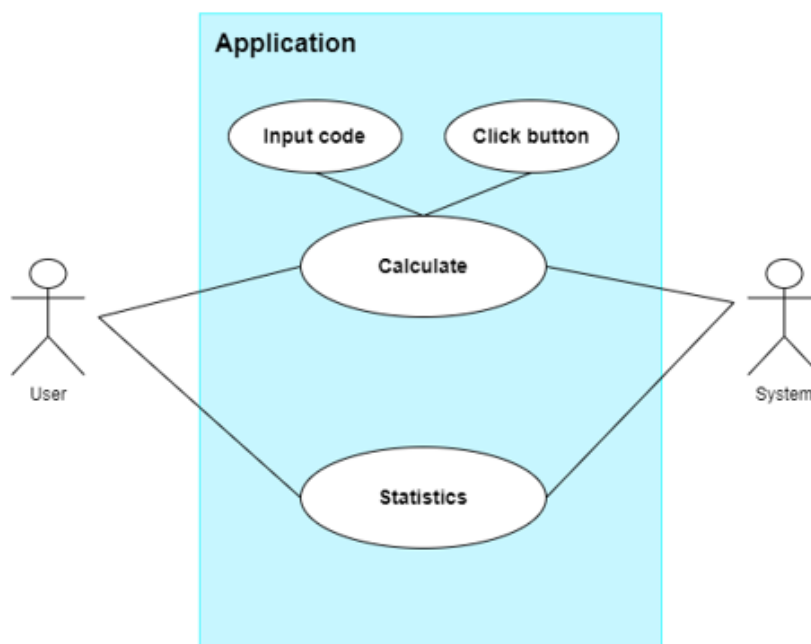 Application
Input code
Click button
Calculate
User
System
Statistics